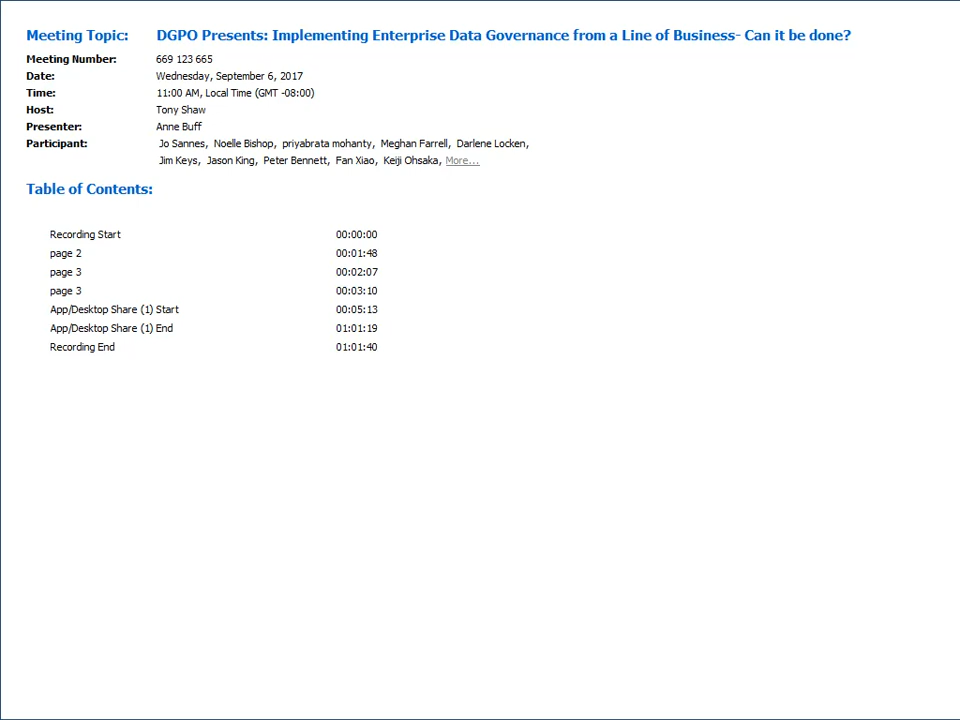 Meeting Topic: DGPO Presents: Implementing Enterprise Data Governance from a Line of Business- Can it be done?
Meeting Number: 669 123 665
Date: Wednesday, September 6, 2017
Time: 11:00 AM, Local Time (GMT -08:00)
Host: Tony Shaw
Presenter: Anne Buff
Participant: Jo Sannes, Noelle Bishop, priyabrata mohanty, Meghan Farrell, Darlene Locken,
Jim Keys, Jason King, Peter Bennett, Fan Xiao, Keiji Ohsaka, More...
Table of Contents:
Recording Start 00:00:00
page 2 00:01:48
page 3 00:02:07
page 3 00:03:10
App/Desktop Share (1) Start 00:05:13
App/Desktop Share (1) End 01:01:19
Recording End 01:01:40